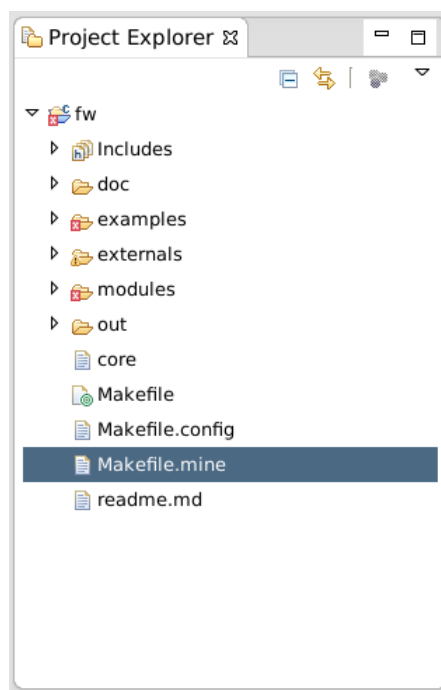 Project Explorer
fw
Includes
doc
examples
externals
modules
out
core
Makefile
Makefile.config
Makefile.mine
readme.md